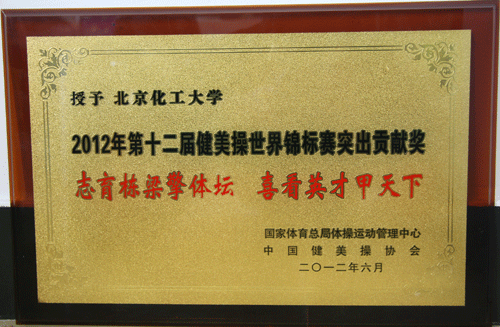 授予 北京化工大学
2012年第十二届健美操世界锦标赛突出贡献奖
志育栋梁擎体坛 喜看英才甲天下
国家体育总局体操运动管理中心
中国健美操协会
二〇一二年六月